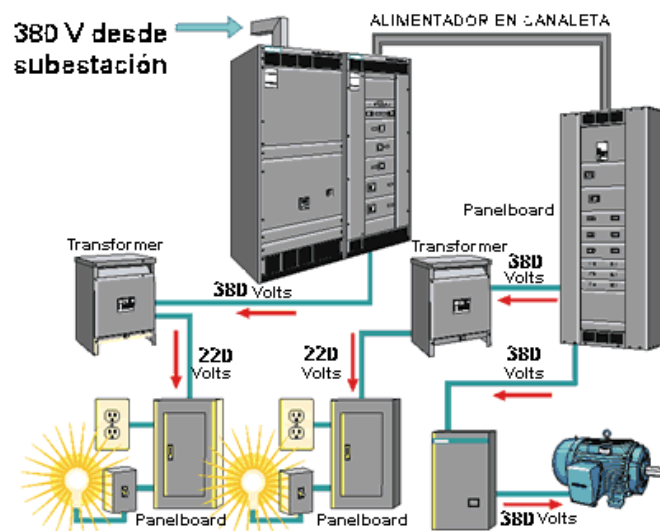 380 V desde
subestación
ALIMENTADOR EN CANALETA
Panelboard
Transformer
Transformer
380
Volts
380 Volts
220
Volts
220
Volts
380
Volts
Panelboard
Panelboard
380
Volts